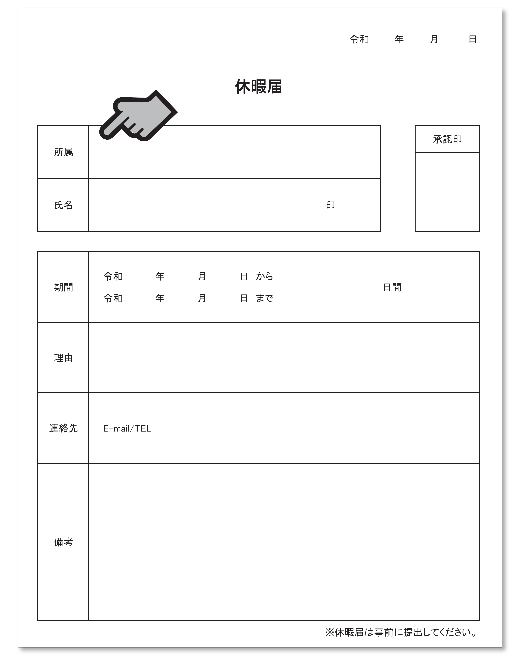 令和 年 月 日
休暇届
所属
承認印
氏名 印
期間 令和 年 月 日 から
令和 年 月 日 まで
日間
理由
連絡先 E-mail/TEL
備考
※休暇届は事前に提出してください。